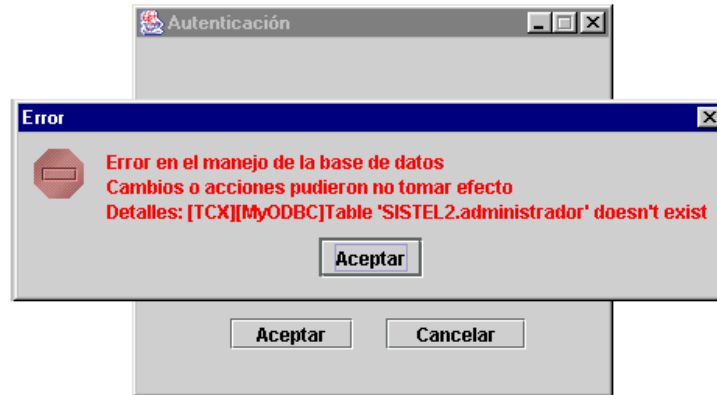 Autenticación
Error
Error en el manejo de la base de datos
Cambios o acciones pudieron no tomar efecto
Detalles: [TCX][MyODBC]Table 'SISTEL2.administrador' doesn't exist
Aceptar
Aceptar Cancelar